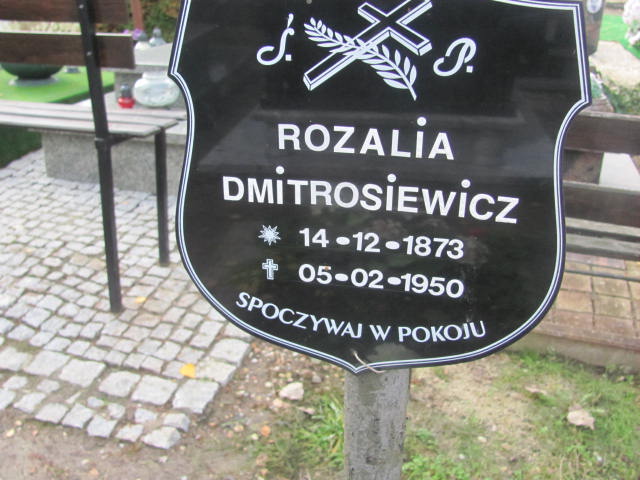 Ś. P.
ROZALIA
DMITROSIEWICZ
14-12-1873
05-02-1950
SPOCZYWAJ W POKOJU